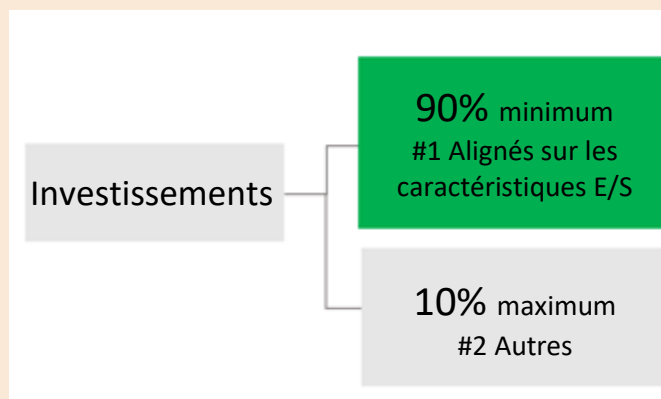 Investissements
90% minimum
#1 Alignés sur les
caractéristiques E/S
10% maximum
#2 Autres